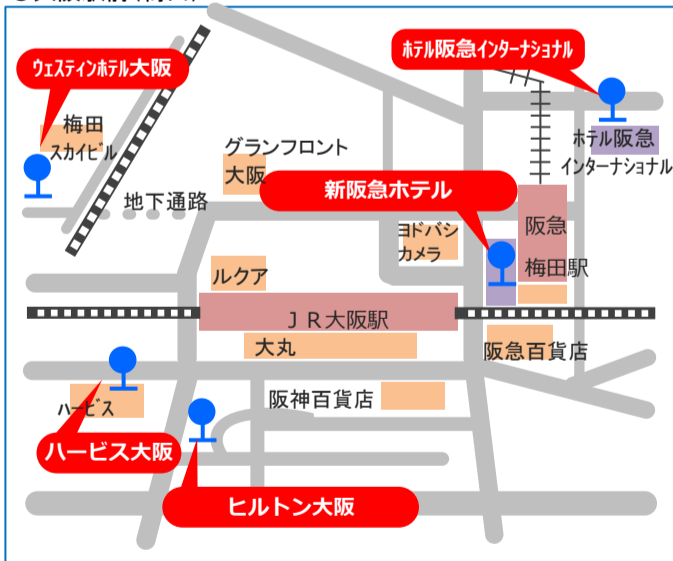 ウェスティンホテル大阪
ホテル阪急インターナショナル
梅田
スカイビル
グランフロント
大阪
ホテル阪急
インターナショナル
地下通路
新阪急ホテル
ヨドバシ
カメラ
阪急
梅田駅
ルクア
ＪＲ大阪駅
大丸
阪急百貨店
阪神百貨店
ハービス
ハービス大阪
ヒルトン大阪